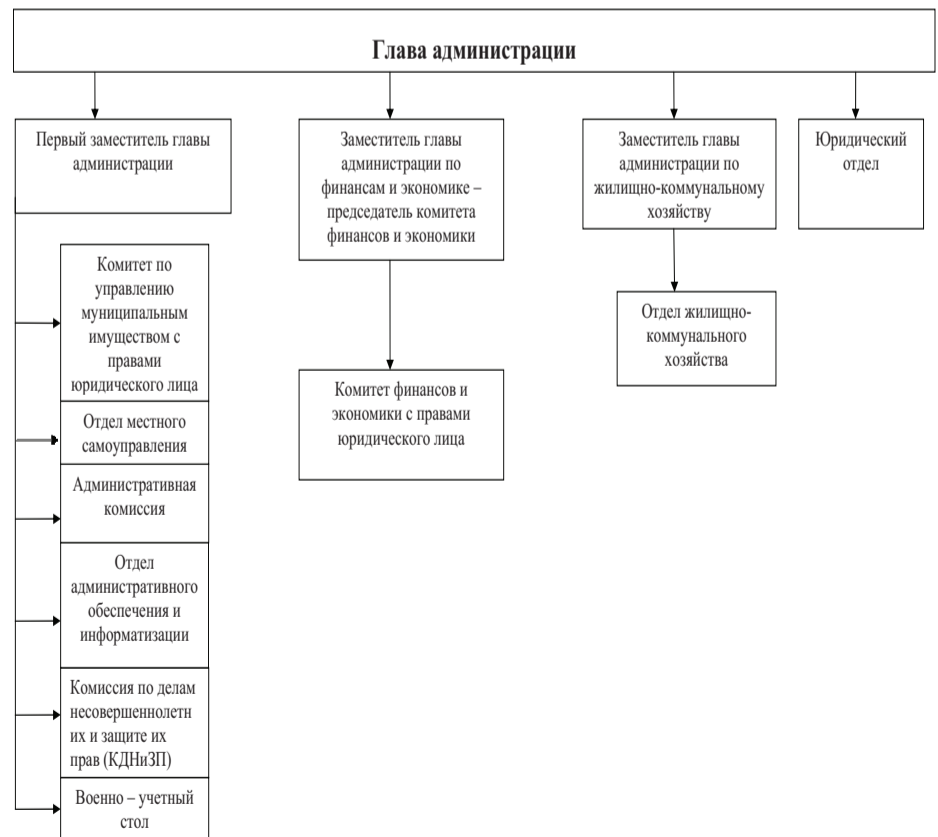 Глава администрации
Первый заместитель главы
администрации
Заместитель главы
администрации по
финансам и экономике –
председатель комитета
финансов и экономики
Заместитель главы
администрации по
жилищно-коммунальному
хозяйству
Юридический
отдел
Комитет по
управлению
муниципальным
имуществом с
правами
юридического лица
Отдел местного
самоуправления
Административная
комиссия
Отдел
административного
обеспечения и
информатизации
Комиссия по делам
несовершеннолетн
их и защите их
прав (КДНиЗП)
Военно – учетный
стол
Комитет финансов и
экономики с правами
юридического лица
Отдел жилищно-
коммунального
хозяйства